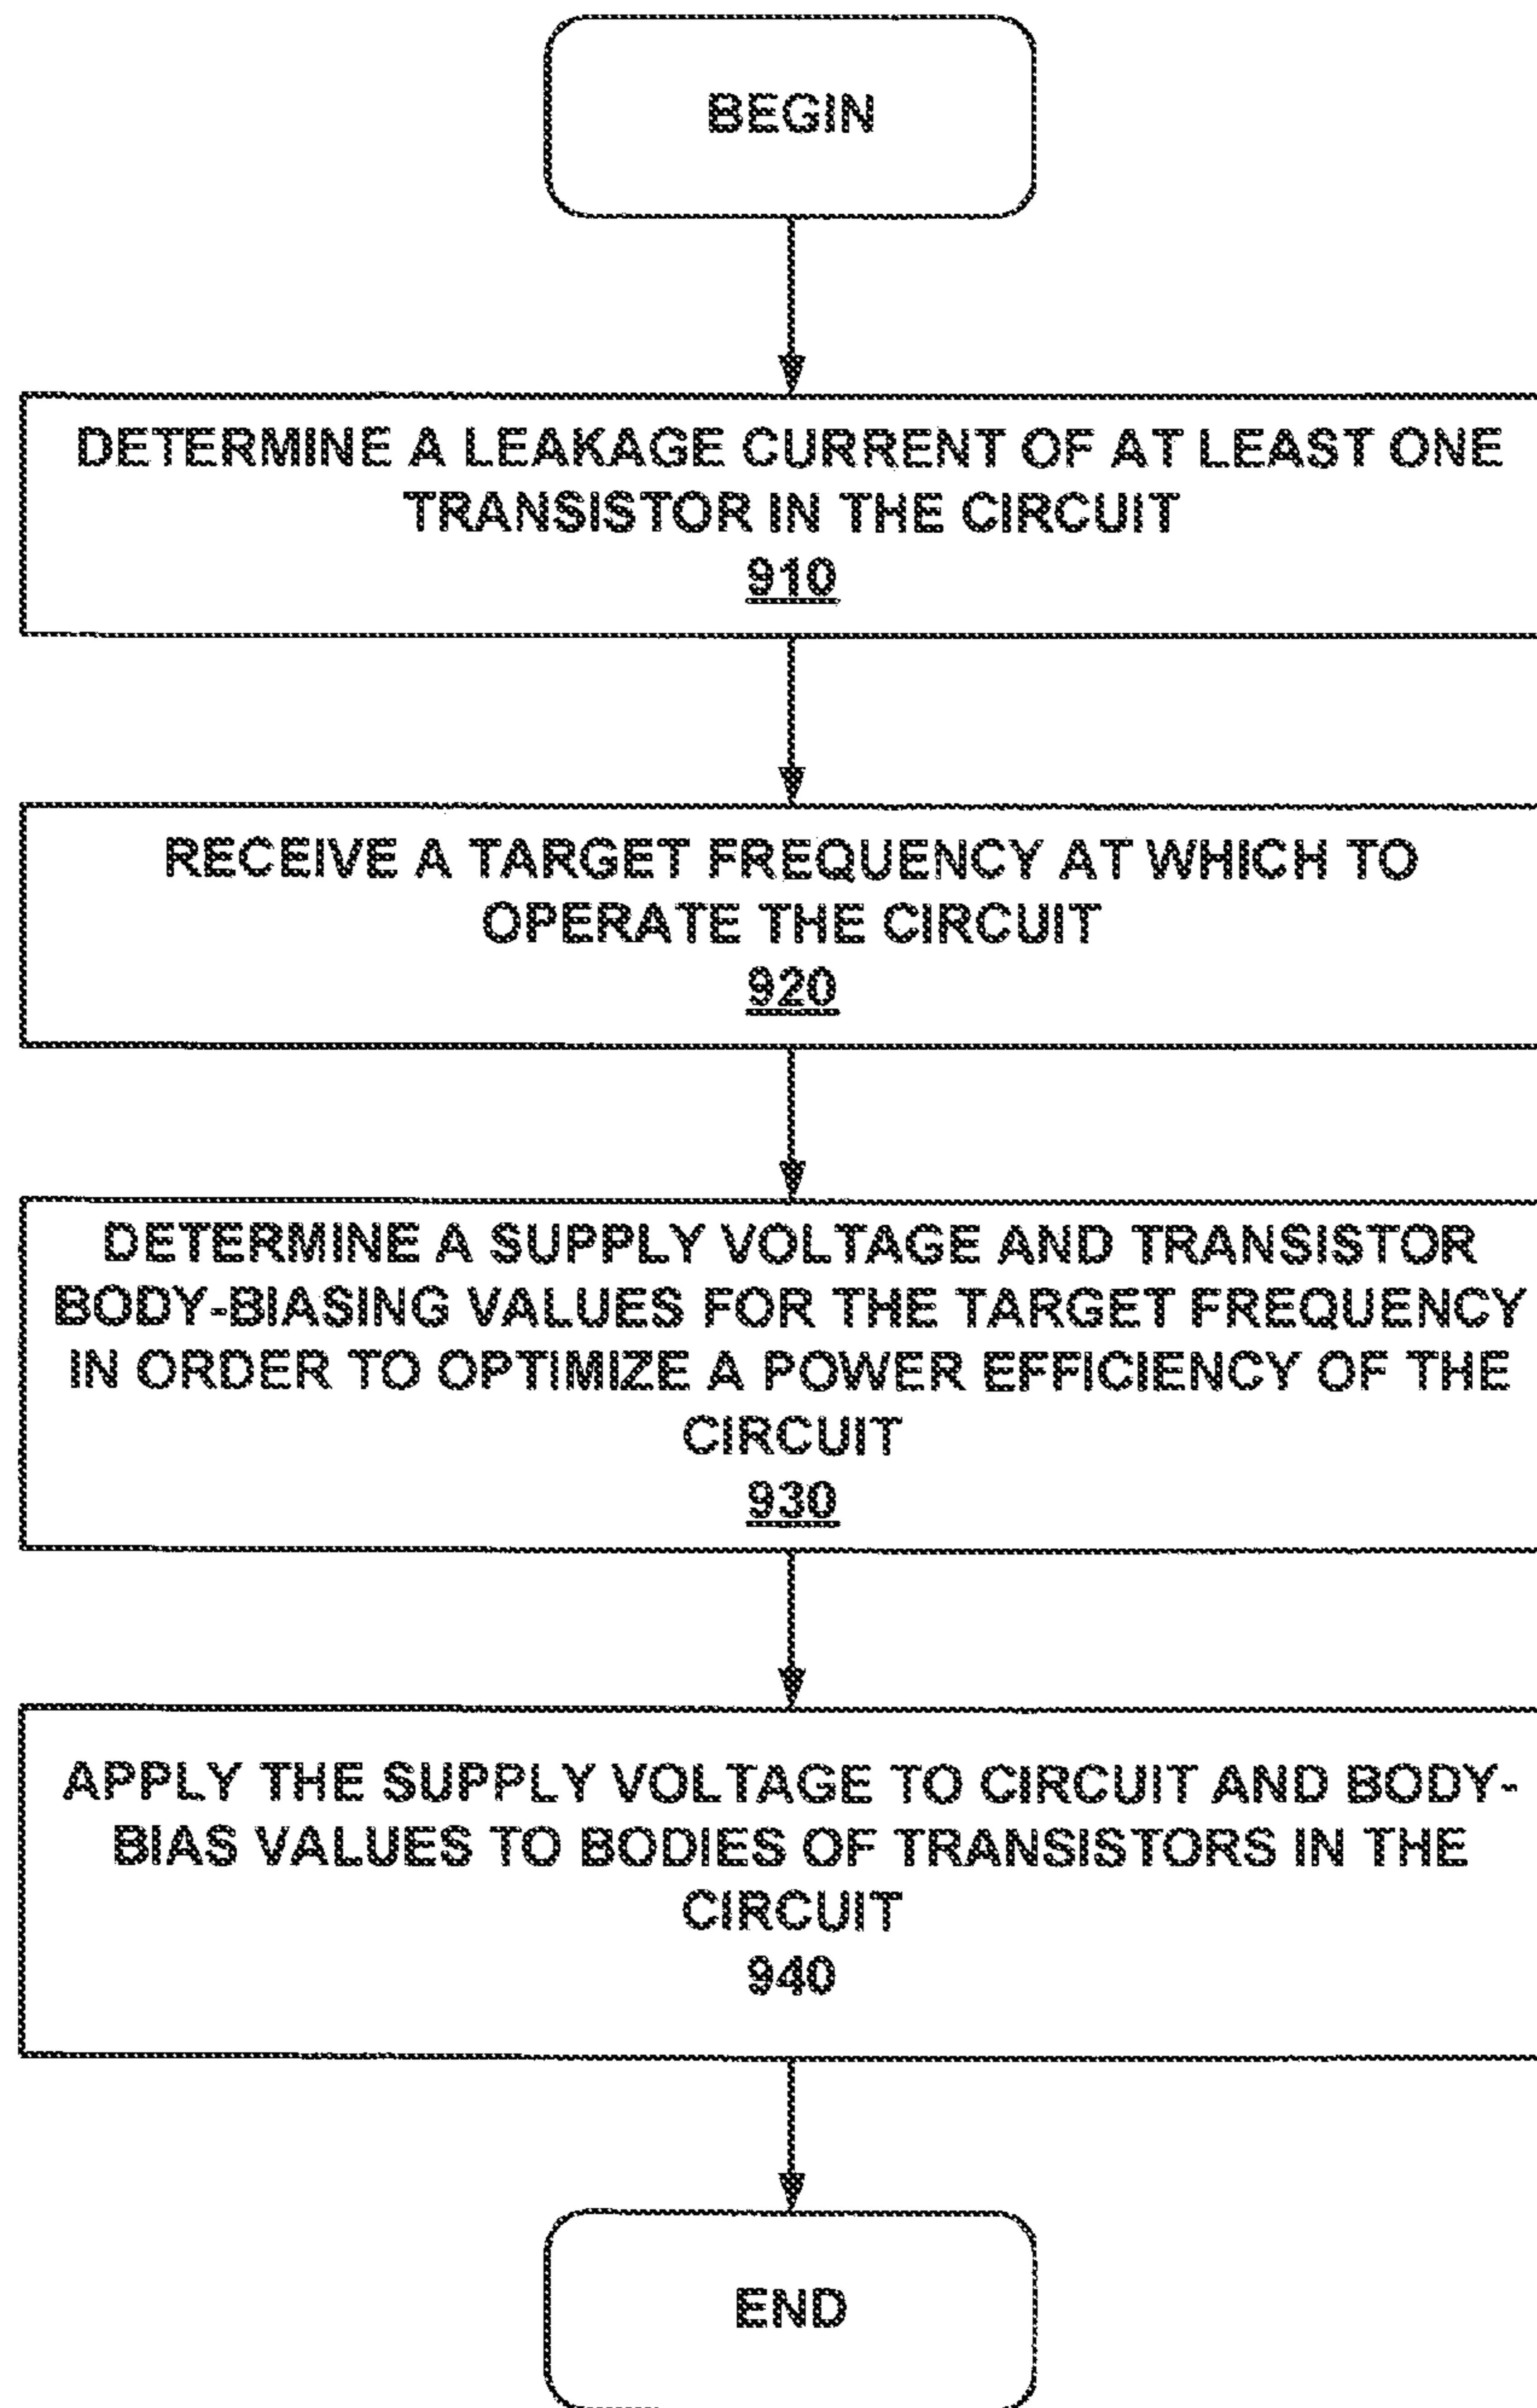 BEGIN
DETERMINE A LEAKAGE CURRENT OF AT LEAST ONE
TRANSISTOR IN THE CIRCUIT
910
RECEIVE A TARGET FREQUENCY AT WHICH TO
OPERATE THE CIRCUIT
920
DETERMINE A SUPPLY VOLTAGE AND TRANSISTOR
BODY-BIASING VALUES FOR THE TARGET FREQUENCY
IN ORDER TO OPTIMIZE A POWER EFFICIENCY OF THE
CIRCUIT
930
APPLY THE SUPPLY VOLTAGE TO CIRCUIT AND BODY-
BIAS VALUES TO BODIES OF TRANSISTORS IN THE
CIRCUIT
940
END